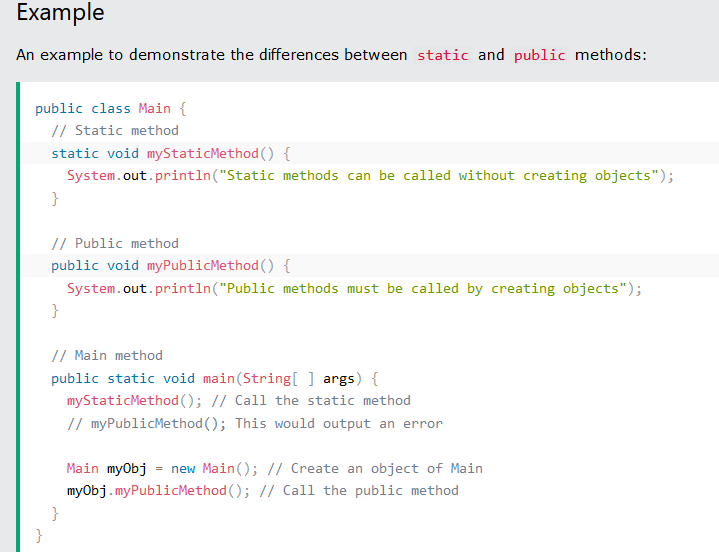 Example
An example to demonstrate the differences between static and public methods:
public class Main {
  // Static method
  static void myStaticMethod() {
    System.out.println("Static methods can be called without creating objects");
  }

  // Public method
  public void myPublicMethod() {
    System.out.println("Public methods must be called by creating objects");
  }

  // Main method
  public static void main(String[ ] args) {
    myStaticMethod(); // Call the static method
    // myPublicMethod(); This would output an error

    Main myObj = new Main(); // Create an object of Main
    myObj.myPublicMethod(); // Call the public method
  }
}